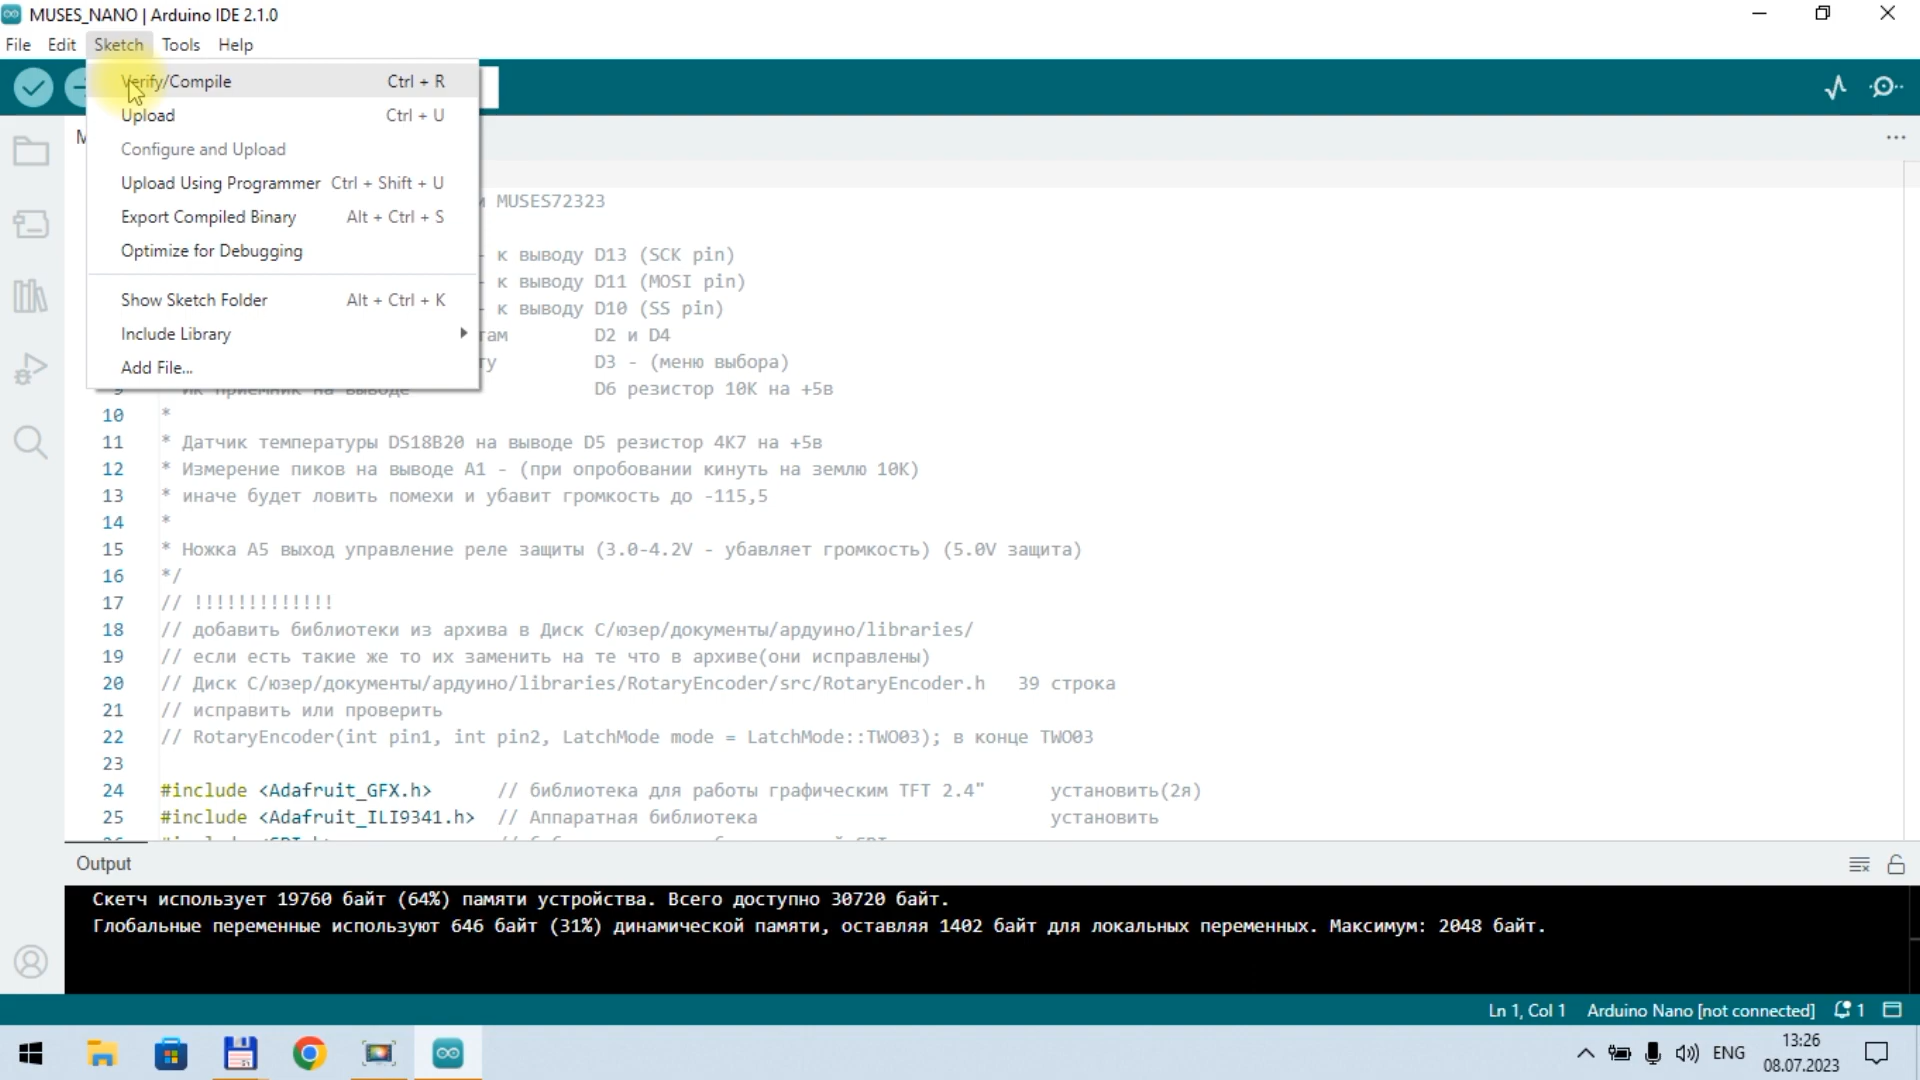 MUSES_NANO | Arduino IDE 2.1.0
File Edit Sketch Tools Help
Verify/Compile Ctrl + R
Upload Ctrl + U
Configure and Upload
Upload Using Programmer Ctrl + Shift + U
Export Compiled Binary Alt + Ctrl + S
Optimize for Debugging
Show Sketch Folder Alt + Ctrl + K
Include Library
Add File...
MUSES72323
- к выводу D13 (SCK pin)
- к выводу D11 (MOSI pin)
- к выводу D10 (SS pin)
D2 и D4
D3 - (меню выбора)
9 D6 резистор 10К на +5в
10 *
11 * Датчик температуры DS18B20 на выводе D5 резистор 4К7 на +5в
12 * Измерение пиков на выводе А1 - (при опробовании кинуть на землю 10К)
13 * иначе будет ловить помехи и убавит громкость до -115,5
14 *
15 * Ножка А5 выход управление реле защиты (3.0-4.2V - убавляет громкость) (5.0V защита)
16 */
17 // !!!!!!!!!!!!!
18 // добавить библиотеки из архива в Диск С/юзер/документы/ардуино/libraries/
19 // если есть такие же то их заменить на те что в архиве(они исправлены)
20 // Диск С/юзер/документы/ардуино/libraries/RotaryEncoder/src/RotaryEncoder.h 39 строка
21 // исправить или проверить
22 // RotaryEncoder(int pin1, int pin2, LatchMode mode = LatchMode::TWO03); в конце TWO03
23
24 #include <Adafruit_GFX.h> // библиотека для работы графическим TFT 2.4" установить(2я)
25 #include <Adafruit_ILI9341.h> // Аппаратная библиотека установить
Output
Скетч использует 19760 байт (64%) памяти устройства. Всего доступно 30720 байт.
Глобальные переменные используют 646 байт (31%) динамической памяти, оставляя 1402 байт для локальных переменных. Максимум: 2048 байт.
Ln 1, Col 1 Arduino Nano [not connected] 1
ENG 13:26
08.07.2023